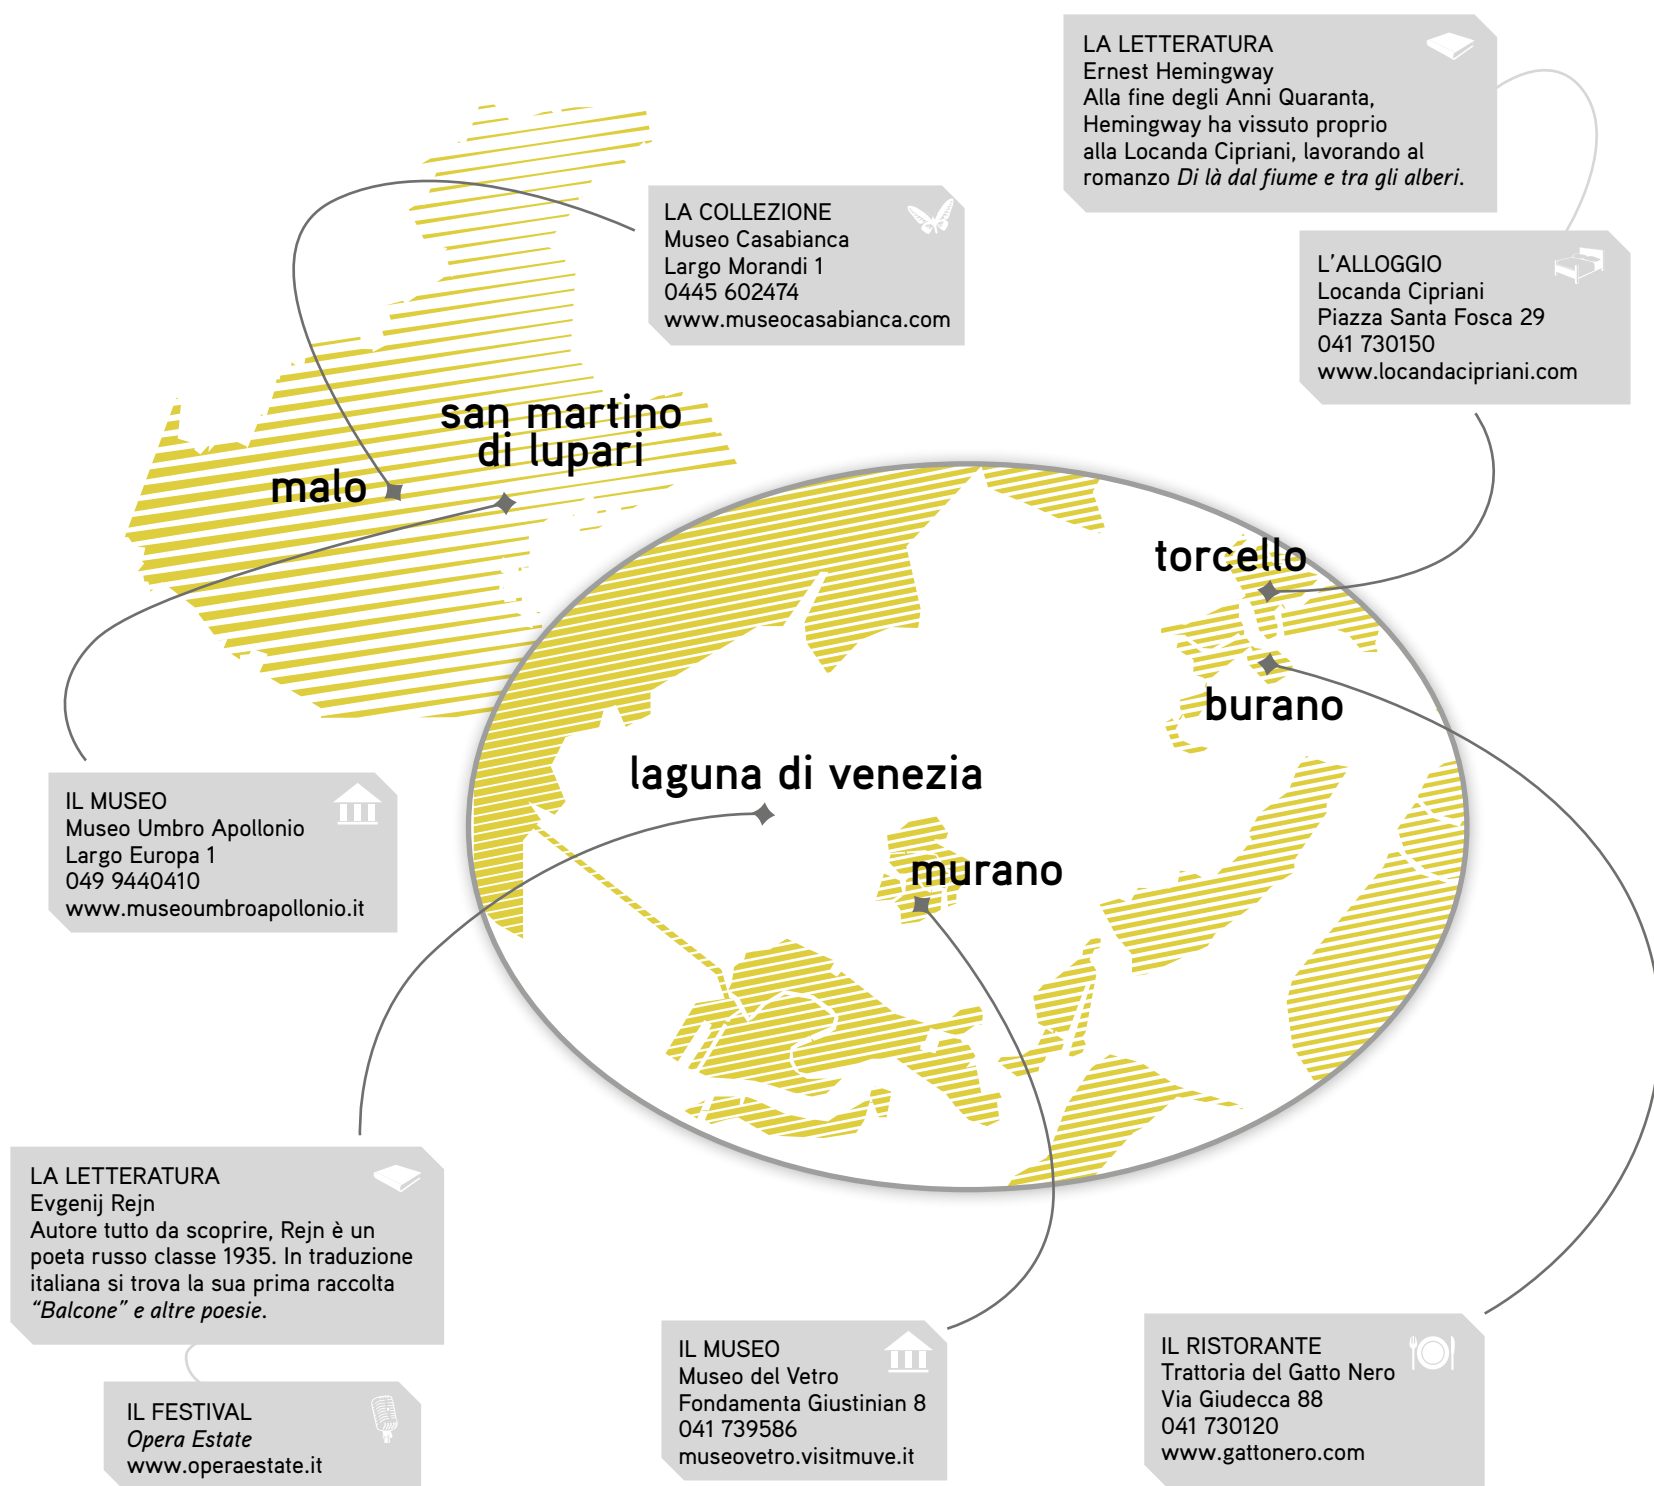 LA LETTERATURA
Ernest Hemingway
Alla fine degli Anni Quaranta,
Hemingway ha vissuto proprio
alla Locanda Cipriani, lavorando al
romanzo Di là dal fiume e tra gli alberi.
LA COLLEZIONE
Museo Casabianca
Largo Morandi 1
0445 602474
www.museocasabianca.com
L'ALLOGGIO
Locanda Cipriani
Piazza Santa Fosca 29
041 730150
www.locandacipriani.com
san martino
di lupari
malo
torcello
burano
laguna di venezia
murano
IL MUSEO
Museo Umbro Apollonio
Largo Europa 1
049 9440410
www.museoumbroapollonio.it
LA LETTERATURA
Evgenij Rejn
Autore tutto da scoprire, Rejn è un
poeta russo classe 1935. In traduzione
italiana si trova la sua prima raccolta
“Balcone” e altre poesie.
IL FESTIVAL
Opera Estate
www.operaestate.it
IL MUSEO
Museo del Vetro
Fondamenta Giustinian 8
041 739586
museovetro.visitmuve.it
IL RISTORANTE
Trattoria del Gatto Nero
Via Giudecca 88
041 730120
www.gattonero.com